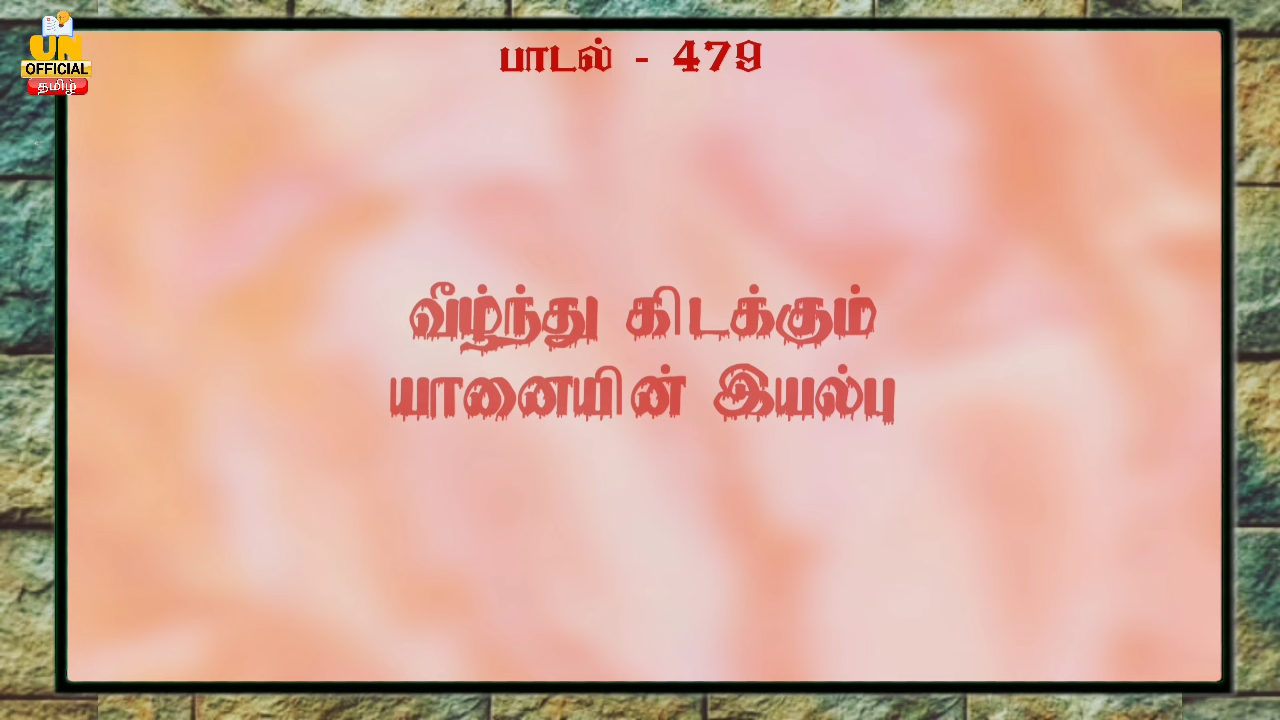 UN
OFFICIAL
தமிழ்
பாடல் - 479
வீழ்ந்து கிடக்கும்
யானையின் இயல்பு